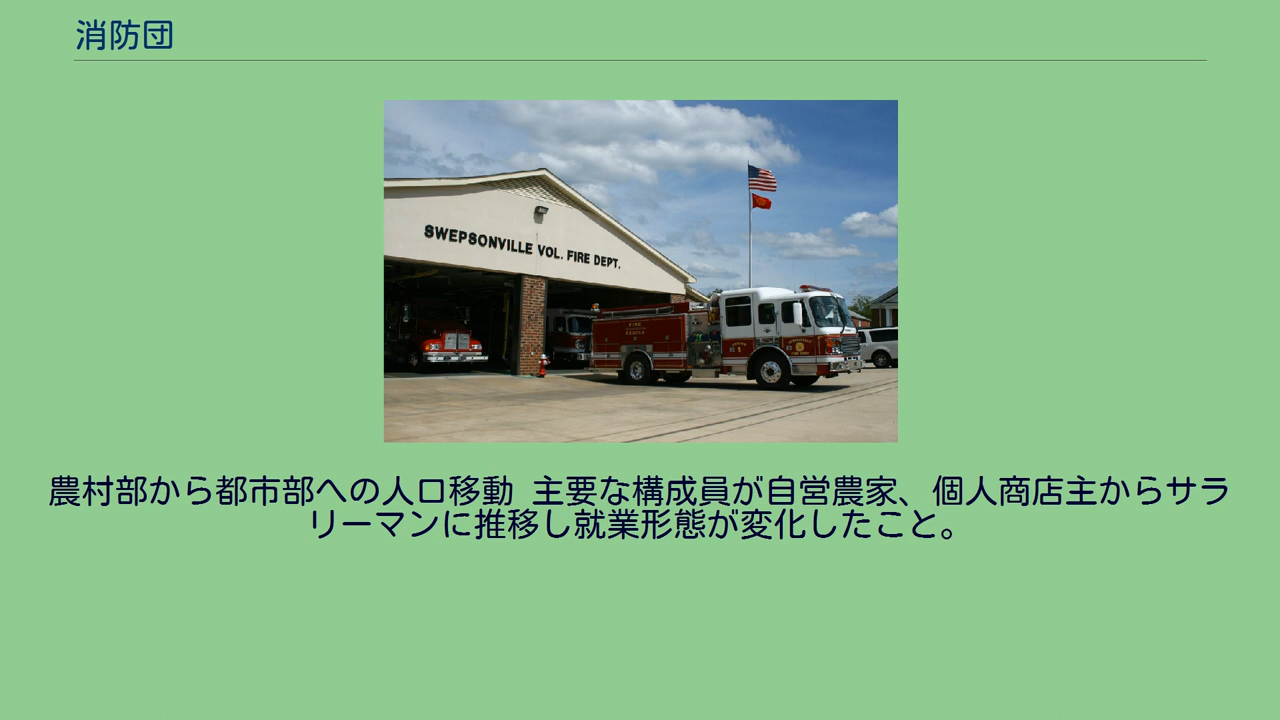 消防団
SWEPSONVILLE VOL. FIRE DEPT.
農村部から都市部への人口移動 主要な構成員が自営農家、個人商店主からサラ
リーマンに推移し就業形態が変化したこと。